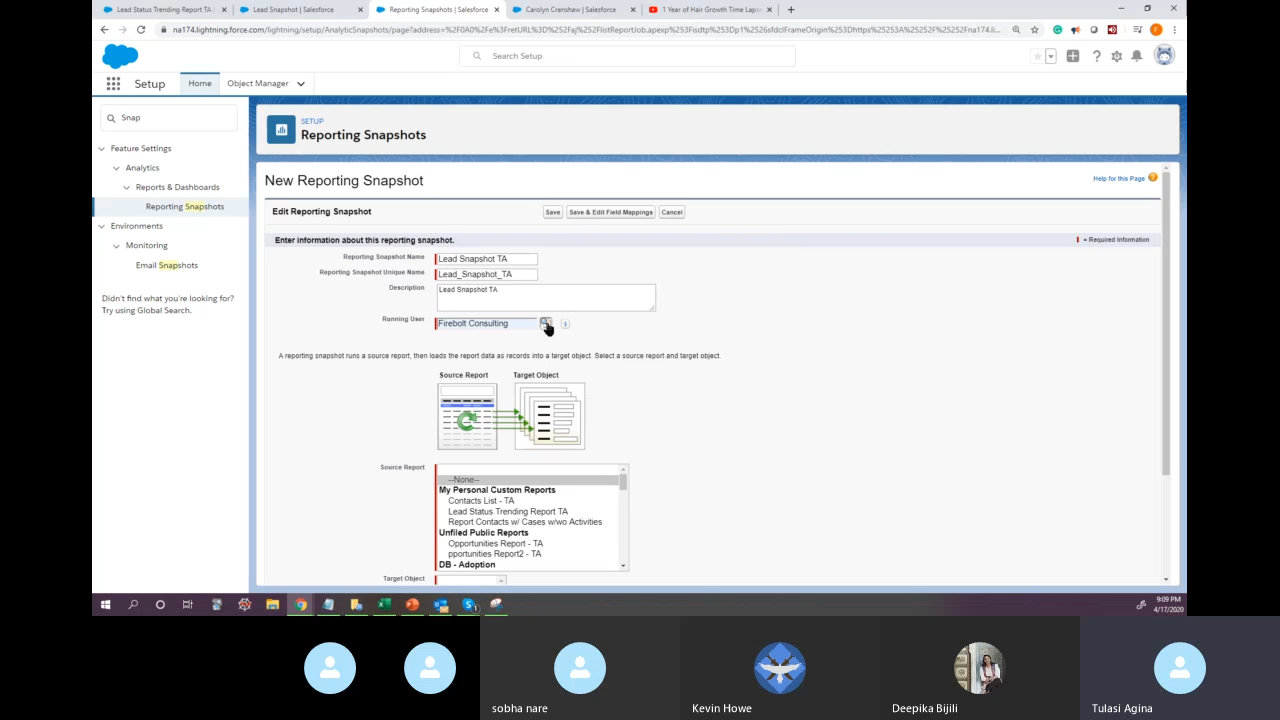 Lead Status Trending Report TA
Lead Snapshot | Salesforce
Reporting Snapshots | Salesforce
Carolyn Crenshaw | Salesforce
1 Year of Hair Growth Time Laps
Search Setup
Setup
Home
Object Manager
Snap
Feature Settings
Analytics
Reports & Dashboards
Reporting Snapshots
Environments
Monitoring
Email Snapshots
Didn't find what you're looking for?
Try using Global Search.
SETUP
Reporting Snapshots
New Reporting Snapshot
Help for this Page
Edit Reporting Snapshot
Save
Save & Edit Field Mappings
Cancel
Enter information about this reporting snapshot.
= Required Information
Reporting Snapshot Name
Lead Snapshot TA
Reporting Snapshot Unique Name
Lead_Snapshot_TA
Description
Lead Snapshot TA
Running User
Firebolt Consulting
i
A reporting snapshot runs a source report, then loads the report data as records into a target object. Select a source report and target object.
Source Report
Target Object
Source Report
--None--
My Personal Custom Reports
Contacts List - TA
Lead Status Trending Report TA
Report Contacts w/ Cases w/wo Activities
Unfiled Public Reports
Opportunities Report - TA
pportunities Report2 - TA
DB - Adoption
Target Object
9:09 PM
4/17/2020
sobha nare
Kevin Howe
Deepika Bijili
Tulasi Agina